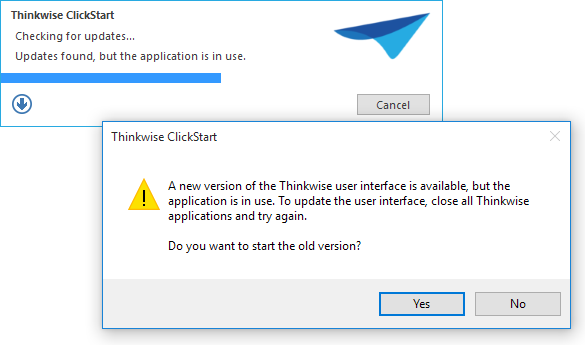 Thinkwise ClickStart
Checking for updates...
Updates found, but the application is in use.
Cancel
Thinkwise ClickStart
A new version of the Thinkwise user interface is available, but the
application is in use. To update the user interface, close all Thinkwise
applications and try again.
Do you want to start the old version?
Yes
No